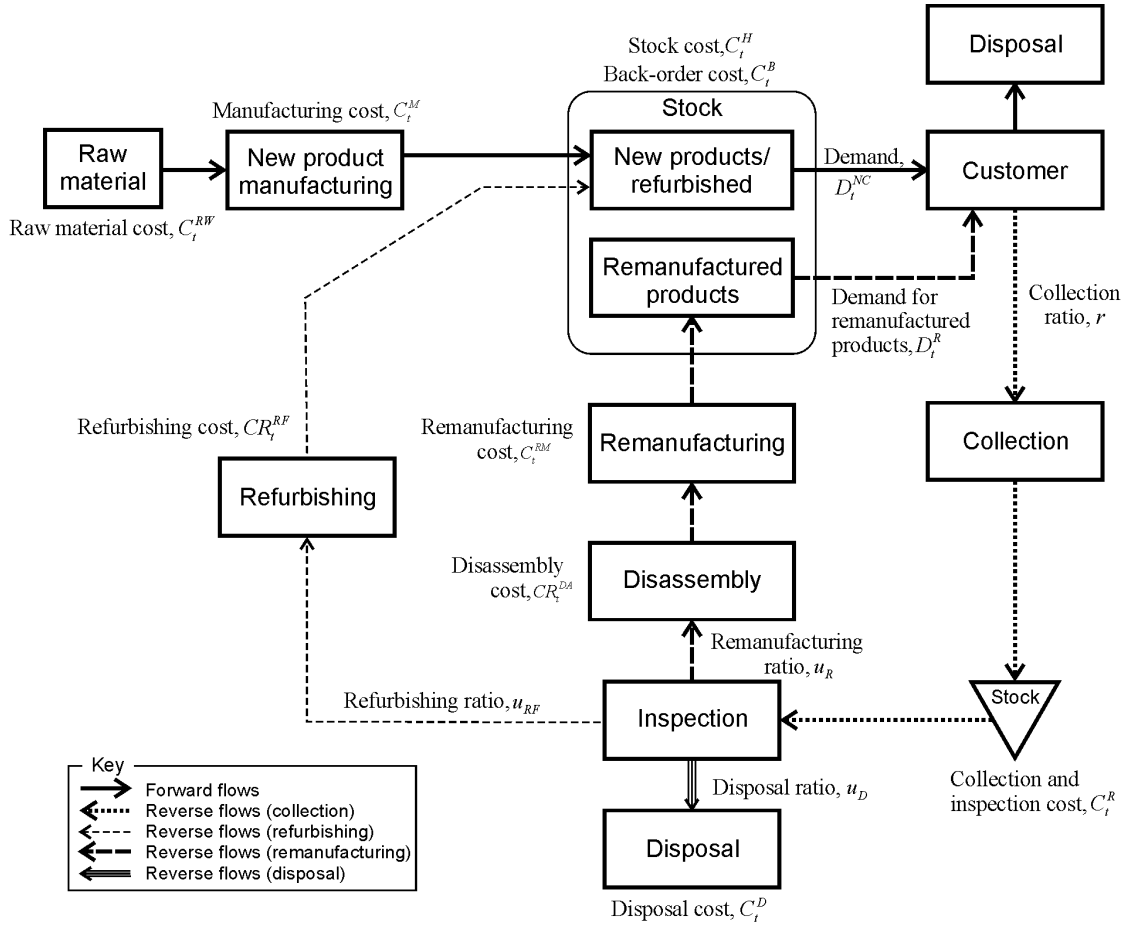 Stock cost, C_t^H
Back-order cost, C_t^B
Disposal
Manufacturing cost, C_t^M
Stock
Raw
material
New product
manufacturing
New products/
refurbished
Demand,
D_t^{NC}
Customer
Raw material cost, C_t^{RW}
Remanufactured
products
Demand for
remanufactured
products, D_t^R
Collection
ratio, r
Refurbishing cost, CR_t^{RF}
Remanufacturing
cost, C_t^{RM}
Remanufacturing
Collection
Refurbishing
Disassembly
cost, CR_t^{DA}
Disassembly
Remanufacturing
ratio, u_R
Refurbishing ratio, u_{RF}
Inspection
Stock
Collection and
inspection cost, C_t^R
Disposal ratio, u_D
Disposal
Disposal cost, C_t^D
Key
Forward flows
Reverse flows (collection)
Reverse flows (refurbishing)
Reverse flows (remanufacturing)
Reverse flows (disposal)